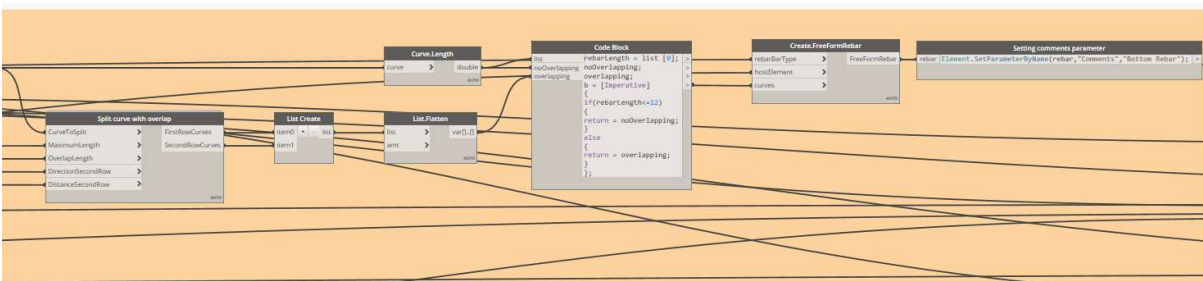 Split curve with overlap
CurveToSplit > FirstRowCurves
MaximumLength > SecondRowCurves
OverlapLength >
DirectionSecondRow >
DistanceSecondRow >
AUTO
List Create
item0 + - list
item1
Curve.Length
curve > double
AUTO
List.Flatten
list > var[]..[]
amt >
AUTO
Code Block
list rebarLength = list [0]; >
noOverlapping noOverlapping; >
overlapping overlapping; >
b = [Imperative] >
{
if(rebarLength<=12)
{
return = noOverlapping;
}
else
{
return = overlapping;
}
};
Create.FreeFormRebar
rebarBarType > FreeFormRebar
hostElement >
curves >
AUTO
Setting comments parameter
rebar Element.SetParameterByName(rebar,"Comments","Bottom Rebar"); >